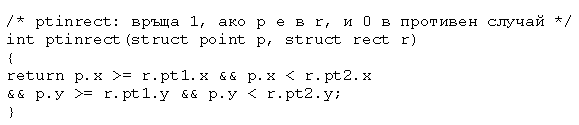 /* ptinrect: връща 1, ако p е в r, и 0 в противен случай */
int ptinrect(struct point p, struct rect r)
{
return p.x >= r.pt1.x && p.x < r.pt2.x
&& p.y >= r.pt1.y && p.y < r.pt2.y;
}